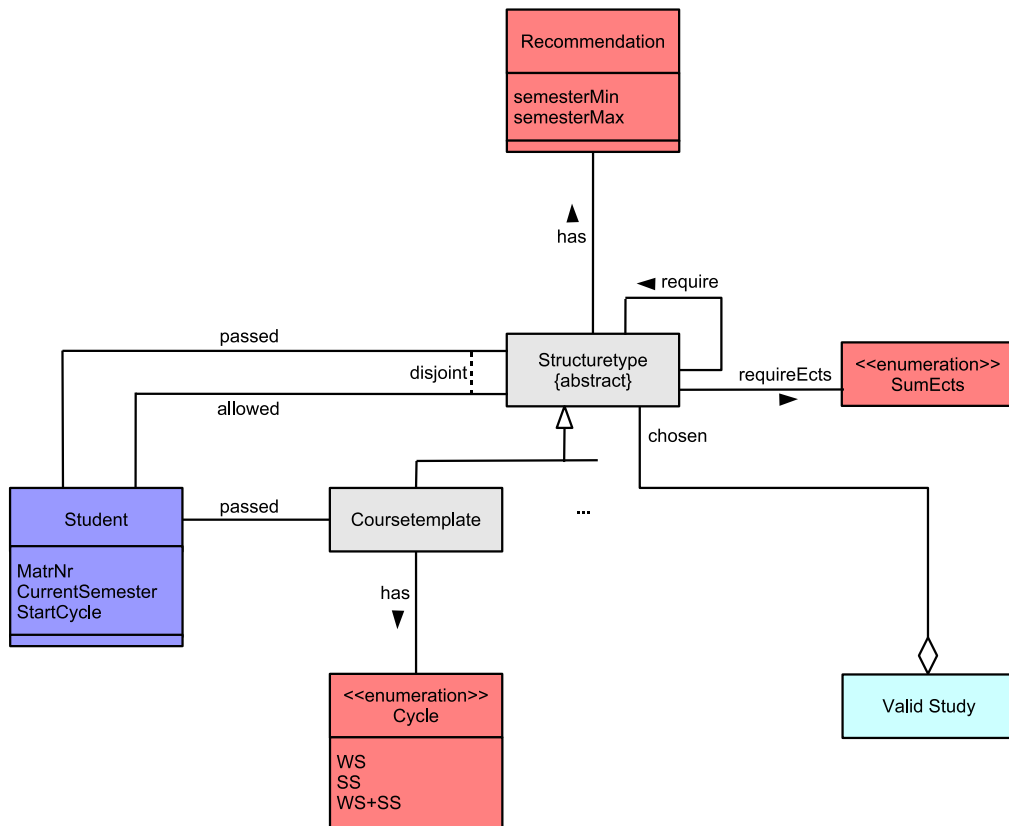 Recommendation
semesterMin
semesterMax
has
require
passed
Structuretype
{abstract}
disjoint
requireEcts
<<enumeration>>
SumEcts
allowed
chosen
Student
passed
Coursetemplate
...
MatrNr
CurrentSemester
StartCycle
has
<<enumeration>>
Cycle
Valid Study
WS
SS
WS+SS